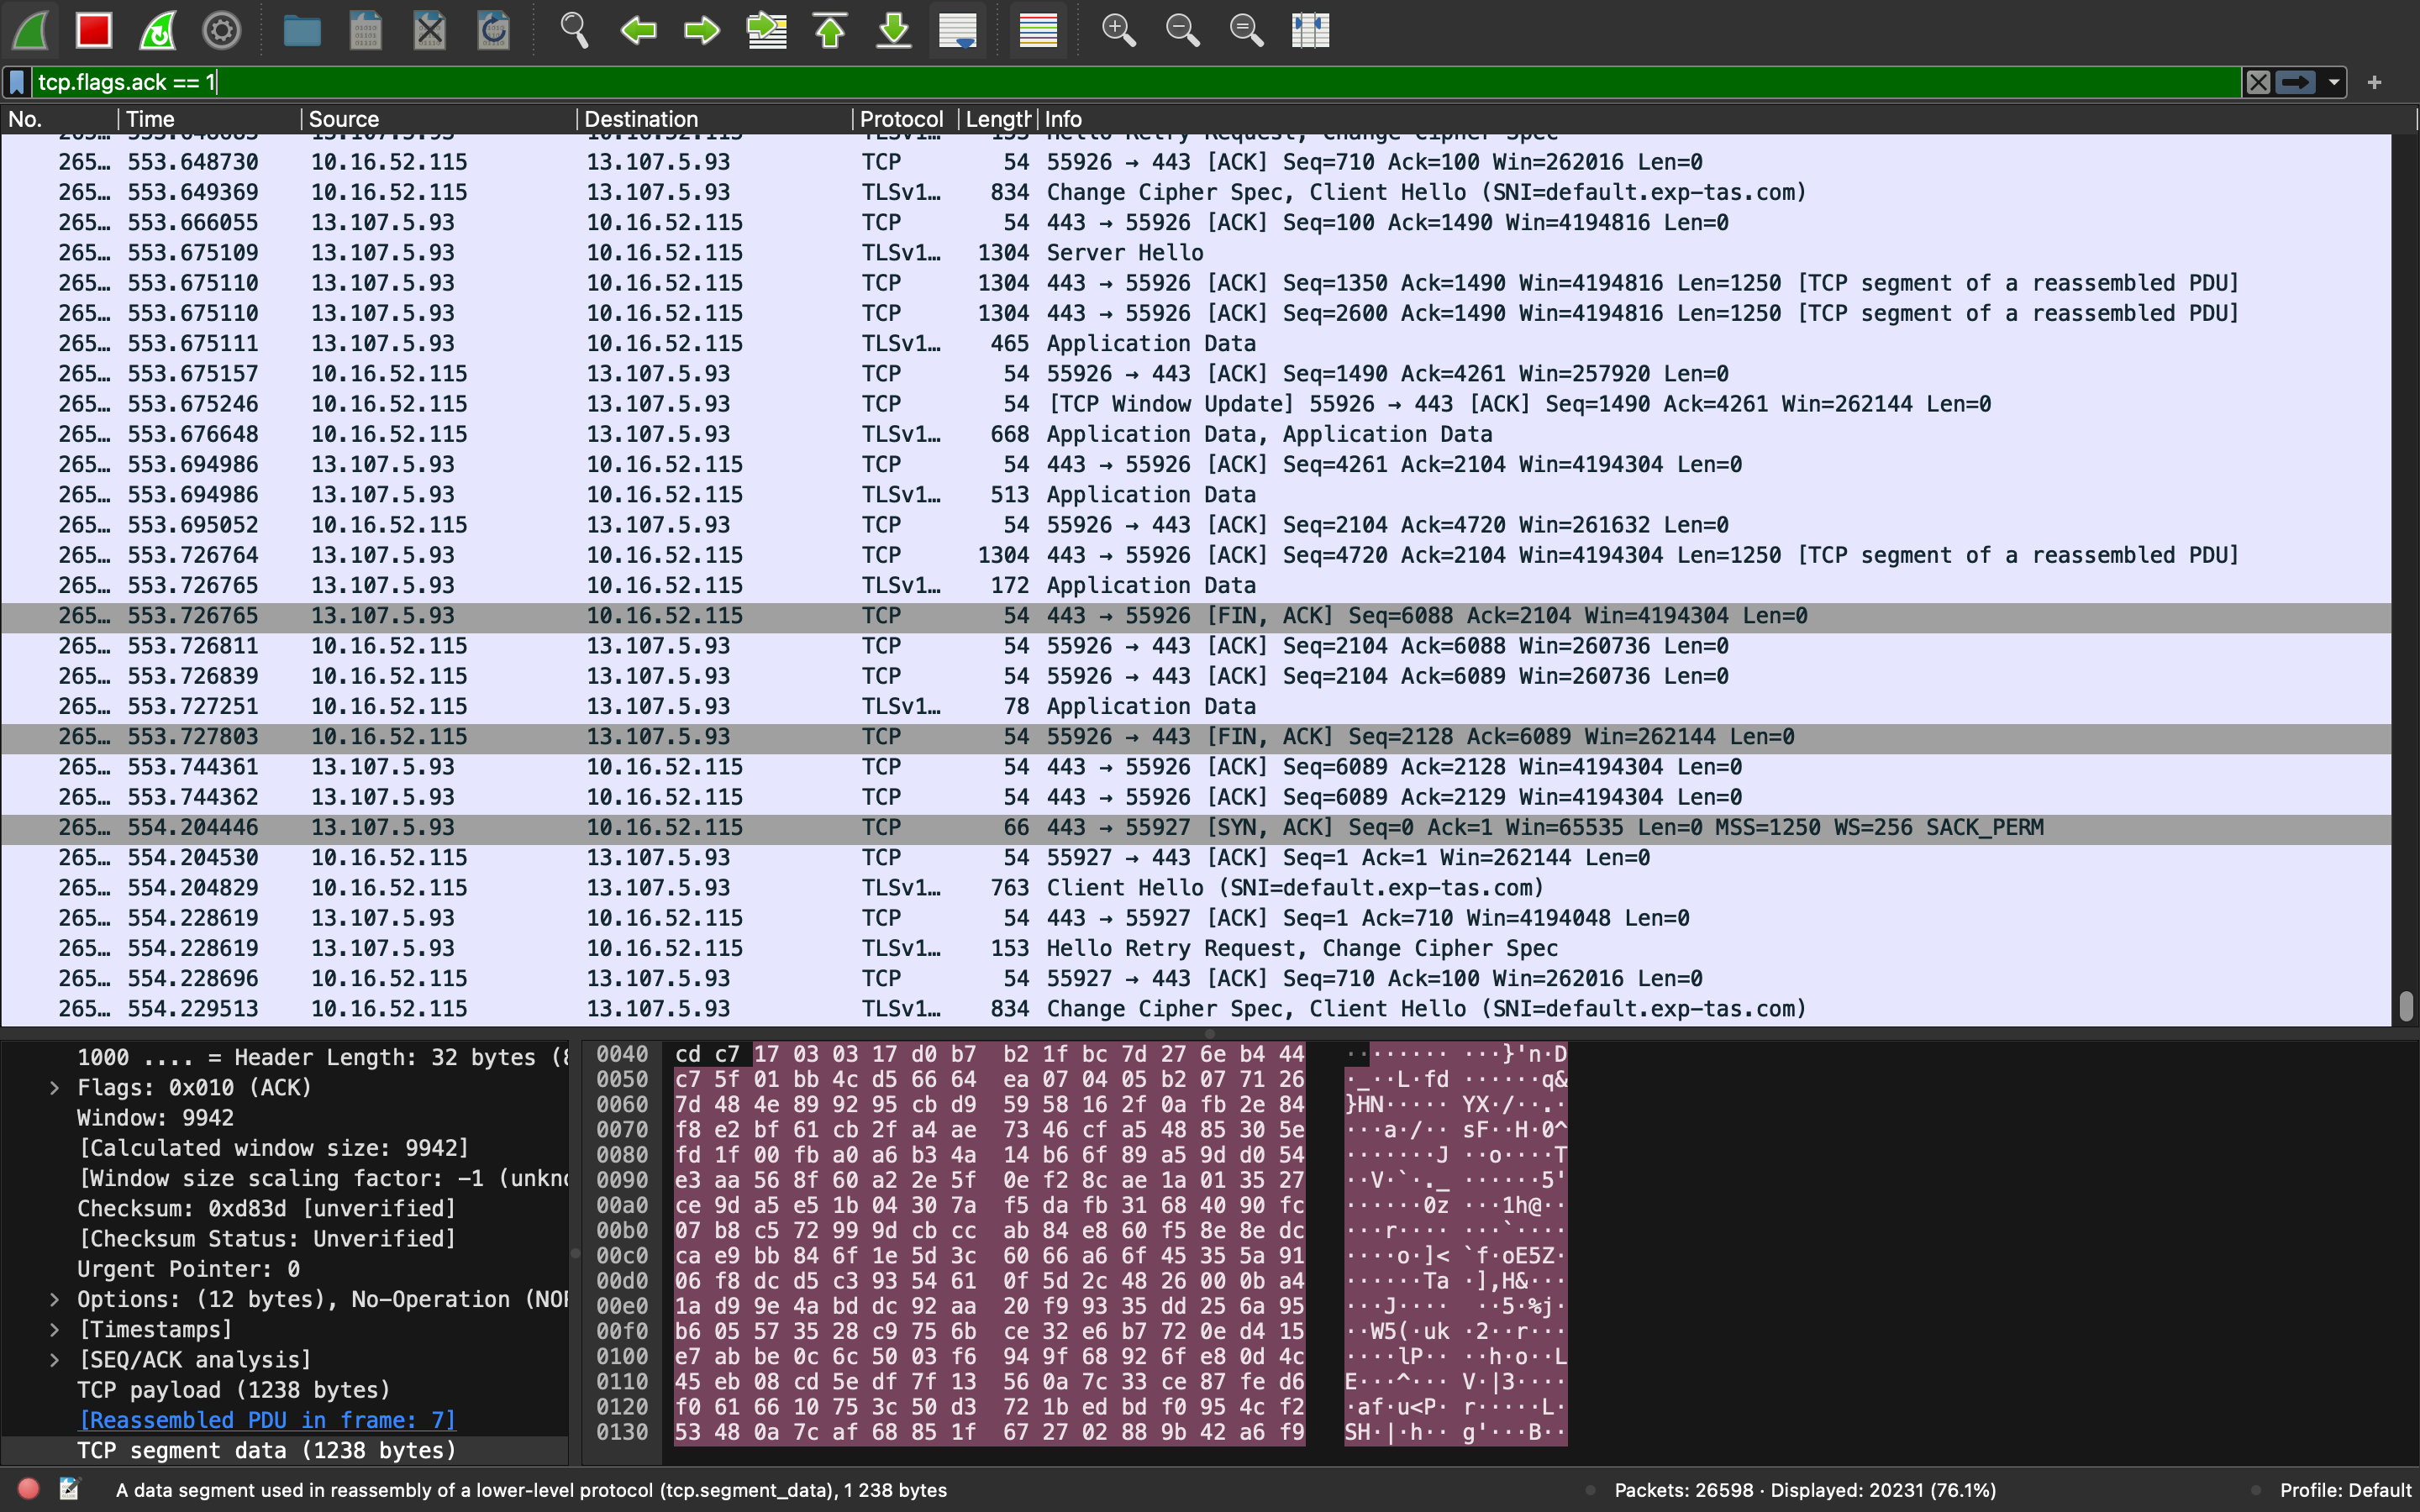 tcp.flags.ack == 1
No. Time Source Destination Protocol Length Info
265… 553.648730 10.16.52.115 13.107.5.93 TCP 54 55926 → 443 [ACK] Seq=710 Ack=100 Win=262016 Len=0
265… 553.649369 10.16.52.115 13.107.5.93 TLSv1… 834 Change Cipher Spec, Client Hello (SNI=default.exp-tas.com)
265… 553.666055 13.107.5.93 10.16.52.115 TCP 54 443 → 55926 [ACK] Seq=100 Ack=1490 Win=4194816 Len=0
265… 553.675109 13.107.5.93 10.16.52.115 TLSv1… 1304 Server Hello
265… 553.675110 13.107.5.93 10.16.52.115 TCP 1304 443 → 55926 [ACK] Seq=1350 Ack=1490 Win=4194816 Len=1250 [TCP segment of a reassembled PDU]
265… 553.675110 13.107.5.93 10.16.52.115 TCP 1304 443 → 55926 [ACK] Seq=2600 Ack=1490 Win=4194816 Len=1250 [TCP segment of a reassembled PDU]
265… 553.675111 13.107.5.93 10.16.52.115 TLSv1… 465 Application Data
265… 553.675157 10.16.52.115 13.107.5.93 TCP 54 55926 → 443 [ACK] Seq=1490 Ack=4261 Win=257920 Len=0
265… 553.675246 10.16.52.115 13.107.5.93 TCP 54 [TCP Window Update] 55926 → 443 [ACK] Seq=1490 Ack=4261 Win=262144 Len=0
265… 553.676648 10.16.52.115 13.107.5.93 TLSv1… 668 Application Data, Application Data
265… 553.694986 13.107.5.93 10.16.52.115 TCP 54 443 → 55926 [ACK] Seq=4261 Ack=2104 Win=4194304 Len=0
265… 553.694986 13.107.5.93 10.16.52.115 TLSv1… 513 Application Data
265… 553.695052 10.16.52.115 13.107.5.93 TCP 54 55926 → 443 [ACK] Seq=2104 Ack=4720 Win=261632 Len=0
265… 553.726764 13.107.5.93 10.16.52.115 TCP 1304 443 → 55926 [ACK] Seq=4720 Ack=2104 Win=4194304 Len=1250 [TCP segment of a reassembled PDU]
265… 553.726765 13.107.5.93 10.16.52.115 TLSv1… 172 Application Data
265… 553.726765 13.107.5.93 10.16.52.115 TCP 54 443 → 55926 [FIN, ACK] Seq=6088 Ack=2104 Win=4194304 Len=0
265… 553.726811 10.16.52.115 13.107.5.93 TCP 54 55926 → 443 [ACK] Seq=2104 Ack=6088 Win=260736 Len=0
265… 553.726839 10.16.52.115 13.107.5.93 TCP 54 55926 → 443 [ACK] Seq=2104 Ack=6089 Win=260736 Len=0
265… 553.727251 10.16.52.115 13.107.5.93 TLSv1… 78 Application Data
265… 553.727803 10.16.52.115 13.107.5.93 TCP 54 55926 → 443 [FIN, ACK] Seq=2128 Ack=6089 Win=262144 Len=0
265… 553.744361 13.107.5.93 10.16.52.115 TCP 54 443 → 55926 [ACK] Seq=6089 Ack=2128 Win=4194304 Len=0
265… 553.744362 13.107.5.93 10.16.52.115 TCP 54 443 → 55926 [ACK] Seq=6089 Ack=2129 Win=4194304 Len=0
265… 554.204446 13.107.5.93 10.16.52.115 TCP 66 443 → 55927 [SYN, ACK] Seq=0 Ack=1 Win=65535 Len=0 MSS=1250 WS=256 SACK_PERM
265… 554.204530 10.16.52.115 13.107.5.93 TCP 54 55927 → 443 [ACK] Seq=1 Ack=1 Win=262144 Len=0
265… 554.204829 10.16.52.115 13.107.5.93 TLSv1… 763 Client Hello (SNI=default.exp-tas.com)
265… 554.228619 13.107.5.93 10.16.52.115 TCP 54 443 → 55927 [ACK] Seq=1 Ack=710 Win=4194048 Len=0
265… 554.228619 13.107.5.93 10.16.52.115 TLSv1… 153 Hello Retry Request, Change Cipher Spec
265… 554.228696 10.16.52.115 13.107.5.93 TCP 54 55927 → 443 [ACK] Seq=710 Ack=100 Win=262016 Len=0
265… 554.229513 10.16.52.115 13.107.5.93 TLSv1… 834 Change Cipher Spec, Client Hello (SNI=default.exp-tas.com)
1000 .... = Header Length: 32 bytes (8
Flags: 0x010 (ACK)
Window: 9942
[Calculated window size: 9942]
[Window size scaling factor: -1 (unkno
Checksum: 0xd83d [unverified]
[Checksum Status: Unverified]
Urgent Pointer: 0
Options: (12 bytes), No-Operation (NOP
[Timestamps]
[SEQ/ACK analysis]
TCP payload (1238 bytes)
[Reassembled PDU in frame: 7]
TCP segment data (1238 bytes)
0040 cd c7 17 03 03 17 d0 b7 b2 1f bc 7d 27 6e b4 44 ········ ···}'n·D
0050 c7 5f 01 bb 4c d5 66 64 ea 07 04 05 b2 07 71 26 ·_··L·fd ······q&
0060 7d 48 4e 89 92 95 cb d9 59 58 16 2f 0a fb 2e 84 }HN····· YX·/··.·
0070 f8 e2 bf 61 cb 2f a4 ae 73 46 cf a5 48 85 30 5e ···a·/·· sF··H·0^
0080 fd 1f 00 fb a0 a6 b3 4a 14 b6 6f 89 a5 9d d0 54 ·······J ··o····T
0090 e3 aa 56 8f 60 a2 2e 5f 0e f2 8c ae 1a 01 35 27 ··V·`·._ ······5'
00a0 ce 9d a5 e5 1b 04 30 7a f5 da fb 31 68 40 90 fc ······0z ···1h@··
00b0 07 b8 c5 72 99 9d cb cc ab 84 e8 60 f5 8e 8e dc ···r···· ···`····
00c0 ca e9 bb 84 6f 1e 5d 3c 60 66 a6 6f 45 35 5a 91 ····o·]< `f·oE5Z·
00d0 06 f8 dc d5 c3 93 54 61 0f 5d 2c 48 26 00 0b a4 ······Ta ·],H&···
00e0 1a d9 9e 4a bd dc 92 aa 20 f9 93 35 dd 25 6a 95 ···J···· ··5·%j·
00f0 b6 05 57 35 28 c9 75 6b ce 32 e6 b7 72 0e d4 15 ··W5(·uk ·2··r···
0100 e7 ab be 0c 6c 50 03 f6 94 9f 68 92 6f e8 0d 4c ····lP·· ··h·o··L
0110 45 eb 08 cd 5e df 7f 13 56 0a 7c 33 ce 87 fe d6 E···^··· V·|3····
0120 f0 61 66 10 75 3c 50 d3 72 1b ed bd f0 95 4c f2 ·af·u<P· r·····L·
0130 53 48 0a 7c af 68 85 1f 67 27 02 88 9b 42 a6 f9 SH·|·h·· g'···B··
A data segment used in reassembly of a lower-level protocol (tcp.segment_data), 1 238 bytes
Packets: 26598 · Displayed: 20231 (76.1%)
Profile: Default